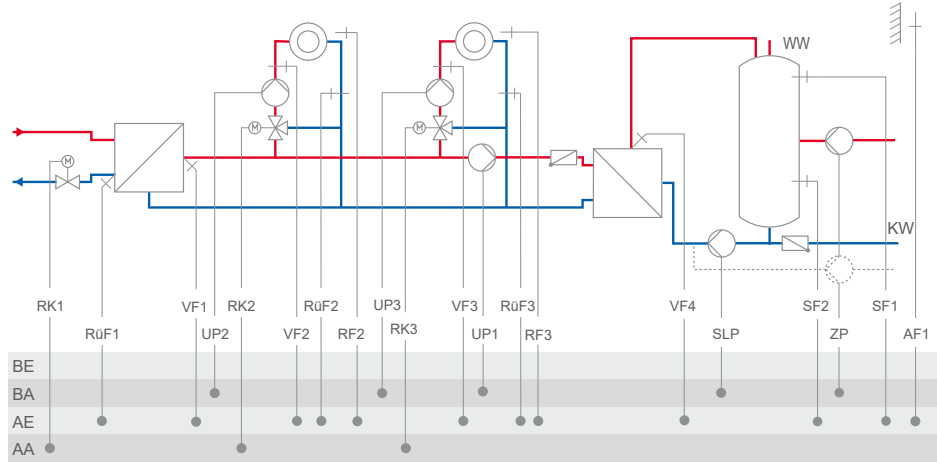 WW
M
M
M
KW
RK1
VF1
RK2
RüF2
UP3
VF3
RüF3
VF4
SF2
SF1
RüF1
UP2
VF2
RF2
RK3
UP1
RF3
SLP
ZP
AF1
BE
BA
AE
AA